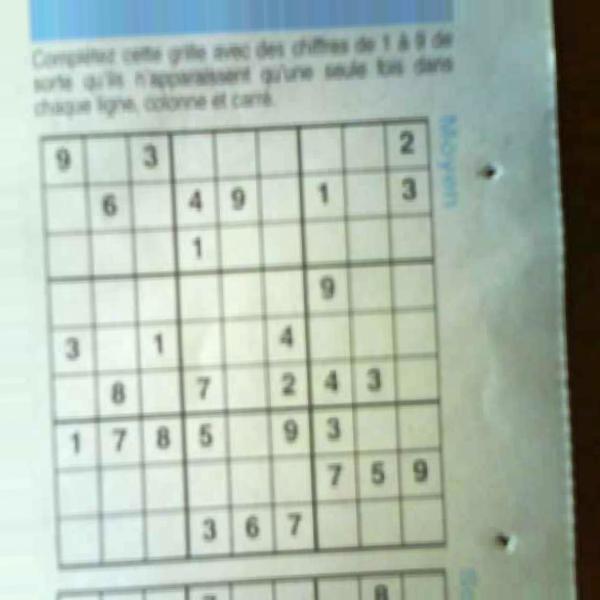 Complétez cette grille avec des chiffres de 1 à 9 de
sorte qu'ils n'apparaissent qu'une seule fois dans
chaque ligne, colonne et carré.
Moyen
9 3 2
6 4 9 1 3
1
9
3 1 4
8 7 2 4 3
1 7 8 5 9 3
7 5 9
3 6 7
8